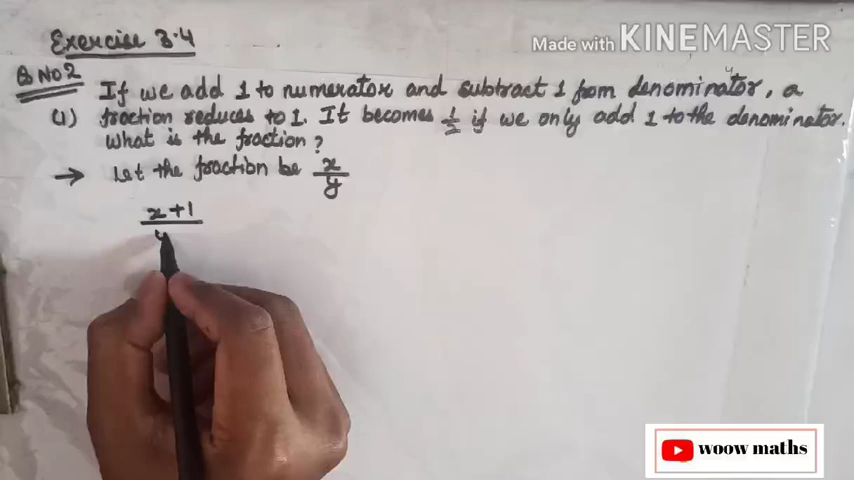 Exercise 3.4
Made with KINEMASTER
Q NO 2 If we add 1 to numerator and subtract 1 from denominator, a
(1) fraction reduces to 1. It becomes 1/2 if we only add 1 to the denominator.
What is the fraction?
→ Let the fraction be x/y
x+1
woow maths